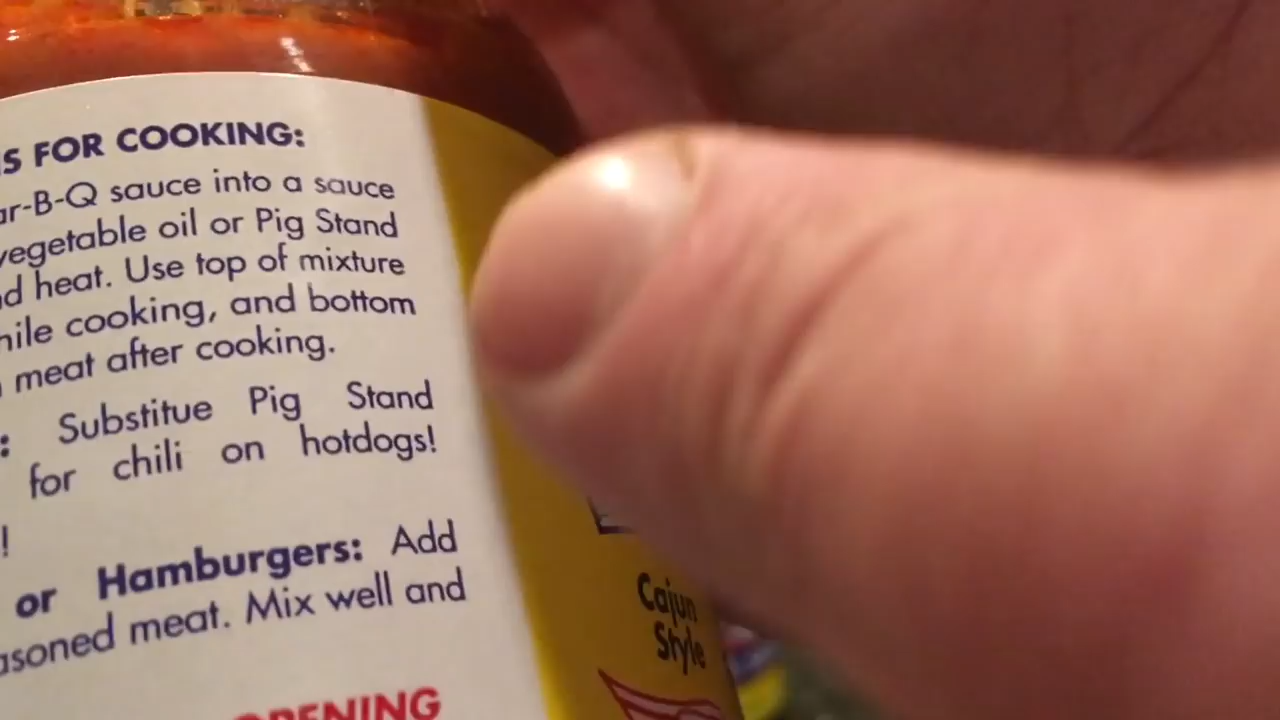 S FOR COOKING:
ar-B-Q sauce into a sauce
vegetable oil or Pig Stand
d heat. Use top of mixture
hile cooking, and bottom
meat after cooking.
: Substitue Pig Stand
for chili on hotdogs!
!
or Hamburgers: Add
asoned meat. Mix well and
OPENING
Cajun
Style